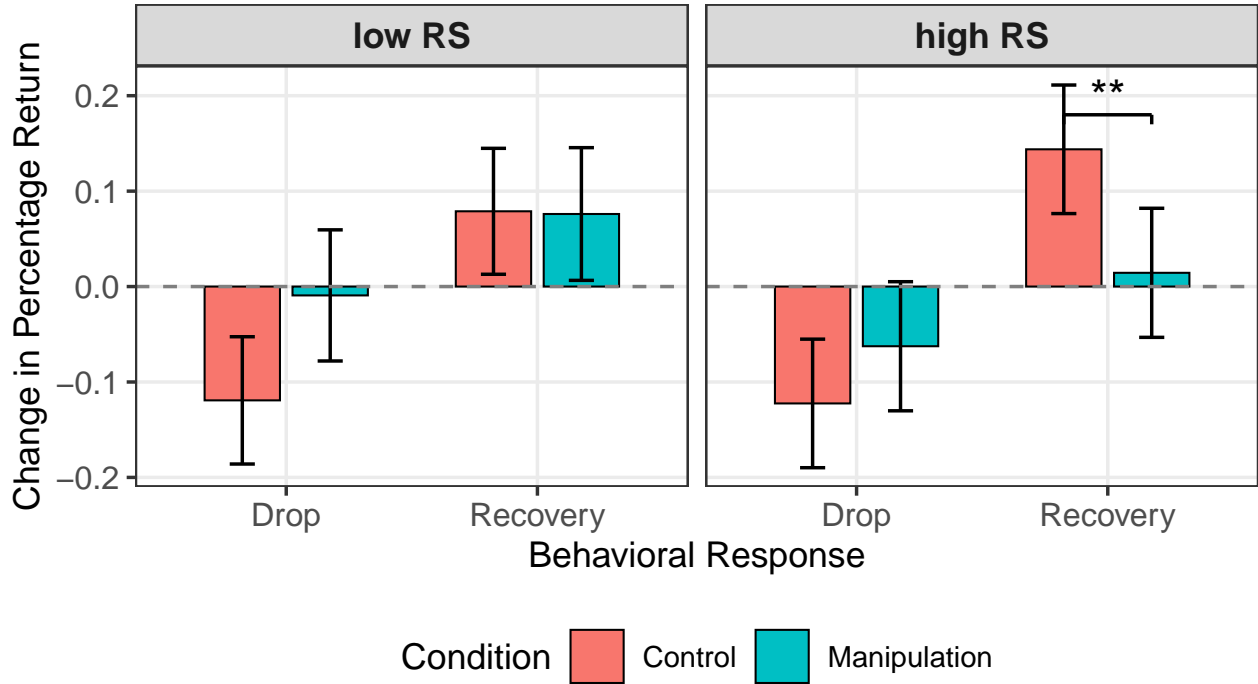 low RS
high RS
Change in Percentage Return
0.2
0.1
0.0
−0.1
−0.2
**
Drop Recovery
Drop Recovery
Behavioral Response
Condition Control Manipulation